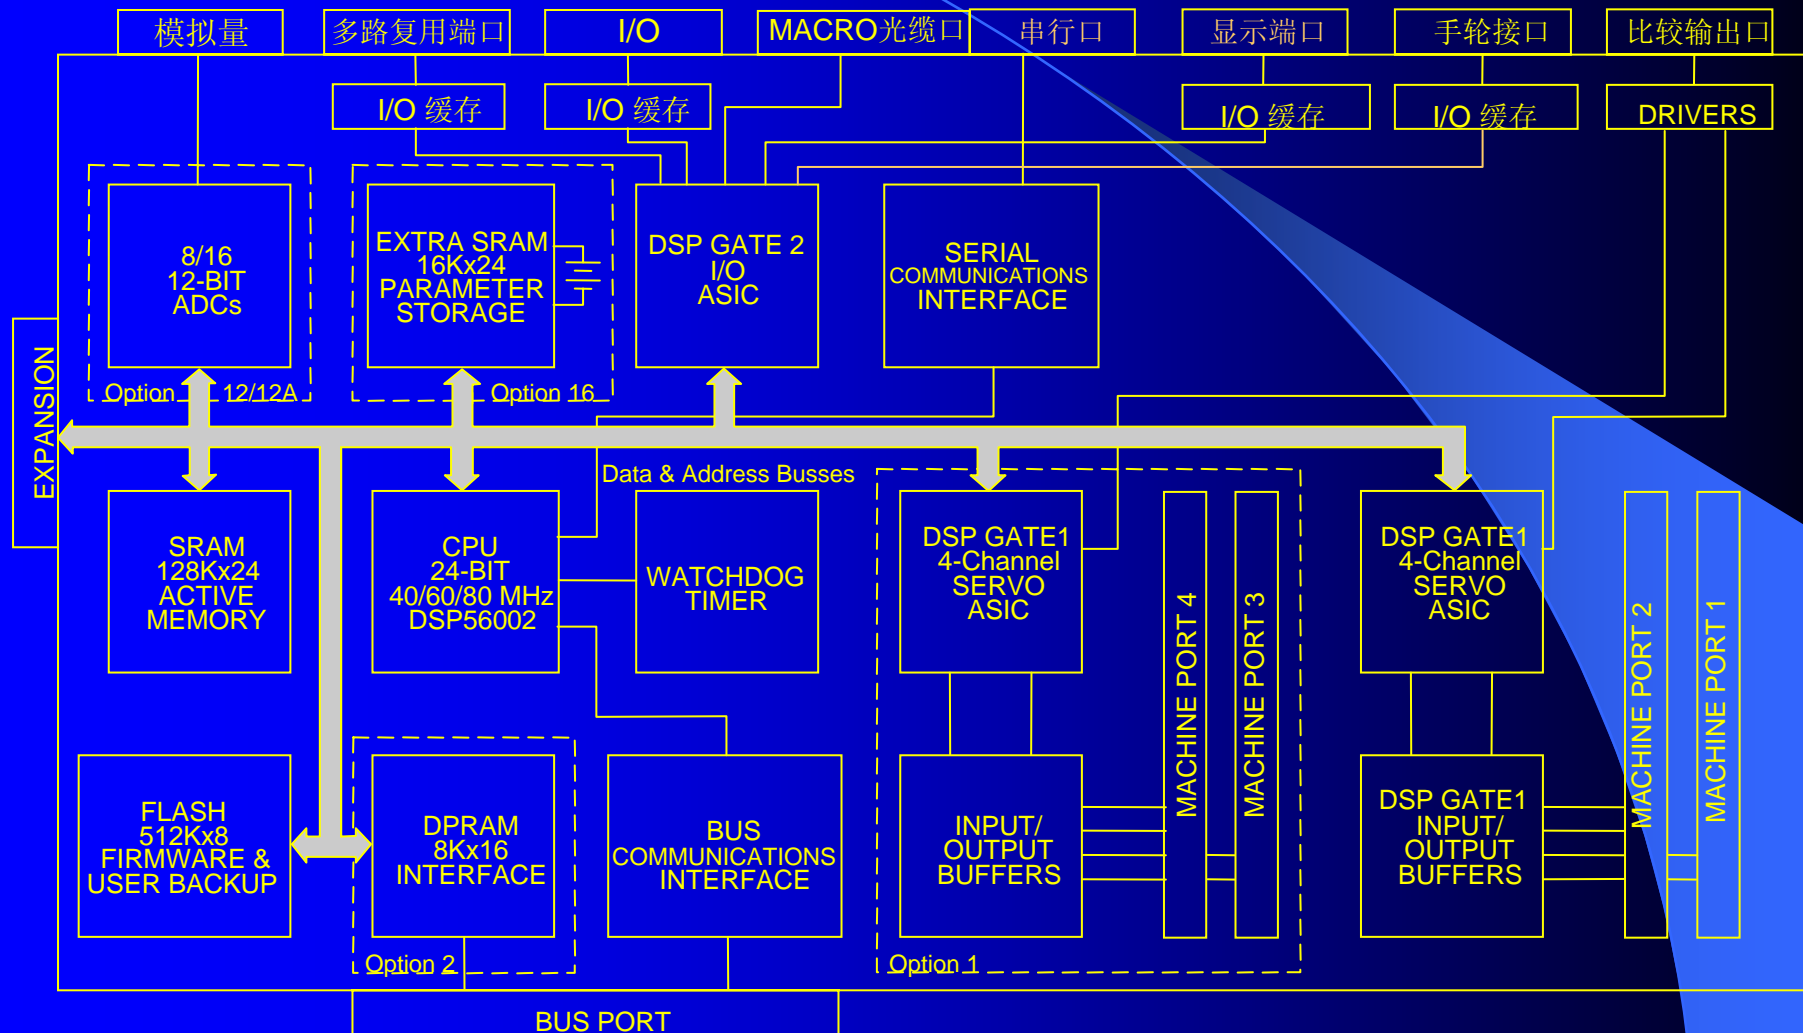 模拟量
多路复用端口
I/O
MACRO光缆口
串行口
显示端口
手轮接口
比较输出口
I/O 缓存
I/O 缓存
I/O 缓存
I/O 缓存
DRIVERS
8/16
12-BIT
ADCs
Option 12/12A
EXTRA SRAM
16Kx24
PARAMETER
STORAGE
Option 16
DSP GATE 2
I/O
ASIC
SERIAL
COMMUNICATIONS
INTERFACE
EXPANSION
Data & Address Busses
SRAM
128Kx24
ACTIVE
MEMORY
CPU
24-BIT
40/60/80 MHz
DSP56002
WATCHDOG
TIMER
DSP GATE1
4-Channel
SERVO
ASIC
MACHINE PORT 4
MACHINE PORT 3
DSP GATE1
4-Channel
SERVO
ASIC
MACHINE PORT 2
MACHINE PORT 1
FLASH
512Kx8
FIRMWARE &
USER BACKUP
DPRAM
8Kx16
INTERFACE
Option 2
BUS
COMMUNICATIONS
INTERFACE
INPUT/
OUTPUT
BUFFERS
Option 1
DSP GATE1
INPUT/
OUTPUT
BUFFERS
BUS PORT